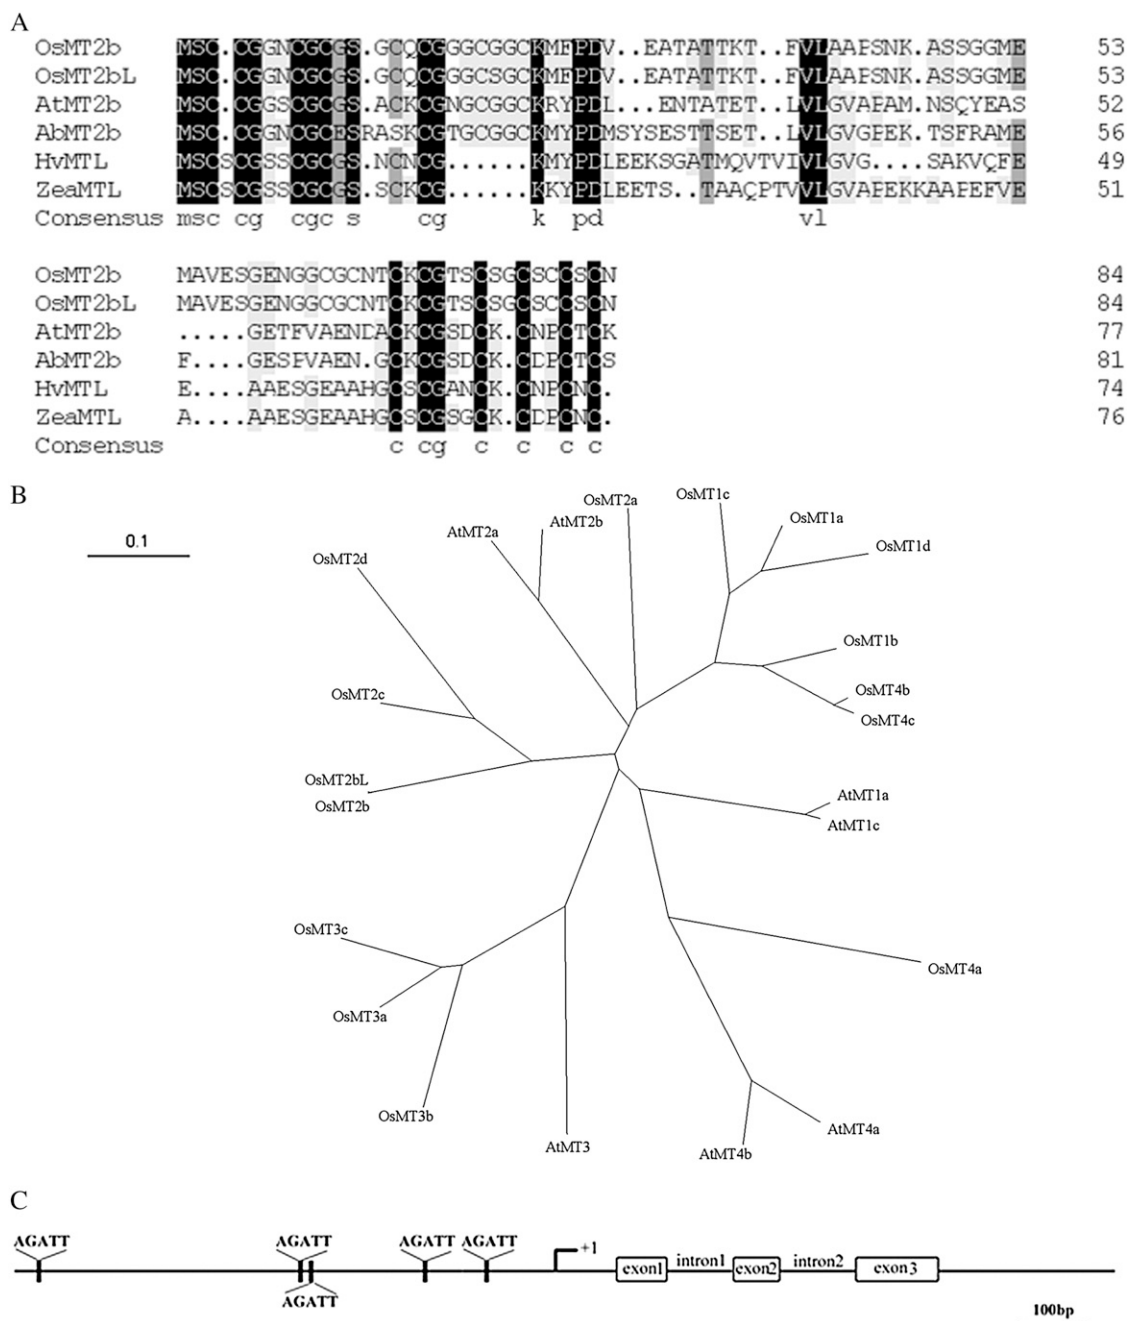 A
OsMT2b MSC.CGGNCGCGS.GCQCGGGCGGCKMFPDV..EATATTKT..FVLAAPSNK.ASSGGME 53
OsMT2bL MSC.CGGNCGCGS.GCQCGGGCSGCKMFPDV..EATATTKT..FVLAAPSNK.ASSGGME 53
AtMT2b MSC.CGGSCGCGS.ACKCGNGCGGCKRYPDL...ENTATET..LVLGVAPAM.NSQYEAS 52
AbMT2b MSC.CGGNCGCESRASKCGTGCGGCKMYPDMSYSESTTSET..LVLGVGPEK.TSFRAME 56
HvMTL MSCSCGSSCGCGS.NCNCG......KMYPDLEEKSGATMQVTVIVLGVG....SAKVQFE 49
ZeaMTL MSCSCGSSCGCGS.SCKCG......KKYPDLEETS..TAAQPTVVLGVAPEKKAAPEFVE 51
Consensus msc cg cgc s cg k pd vl
OsMT2b MAVESGENGGCGCNTCKCGTSCSGCSCCSCN 84
OsMT2bL MAVESGENGGCGCNTCKCGTSCSGCSCCSCN 84
AtMT2b .....GETFVAENDACKCGSDCK.CNPCTCK 77
AbMT2b F....GESPVAEN.GCKCGSDCK.CDPCTCS 81
HvMTL E....AAESGEAAHGCSCGANCK.CNPCNC. 74
ZeaMTL A....AAESGEAAHGCSCGSGCK.CDPCNC. 76
Consensus c cg c c c c
B
0.1
OsMT2a
OsMT1c
AtMT2b
AtMT2a
OsMT1a
OsMT1d
OsMT2d
OsMT1b
OsMT2c
OsMT4b
OsMT4c
OsMT2bL
OsMT2b
AtMT1a
AtMT1c
OsMT3c
OsMT4a
OsMT3a
OsMT3b
AtMT3
AtMT4b
AtMT4a
C
AGATT AGATT AGATT AGATT +1
exon1 intron1 exon2 intron2 exon3
AGATT
100bp